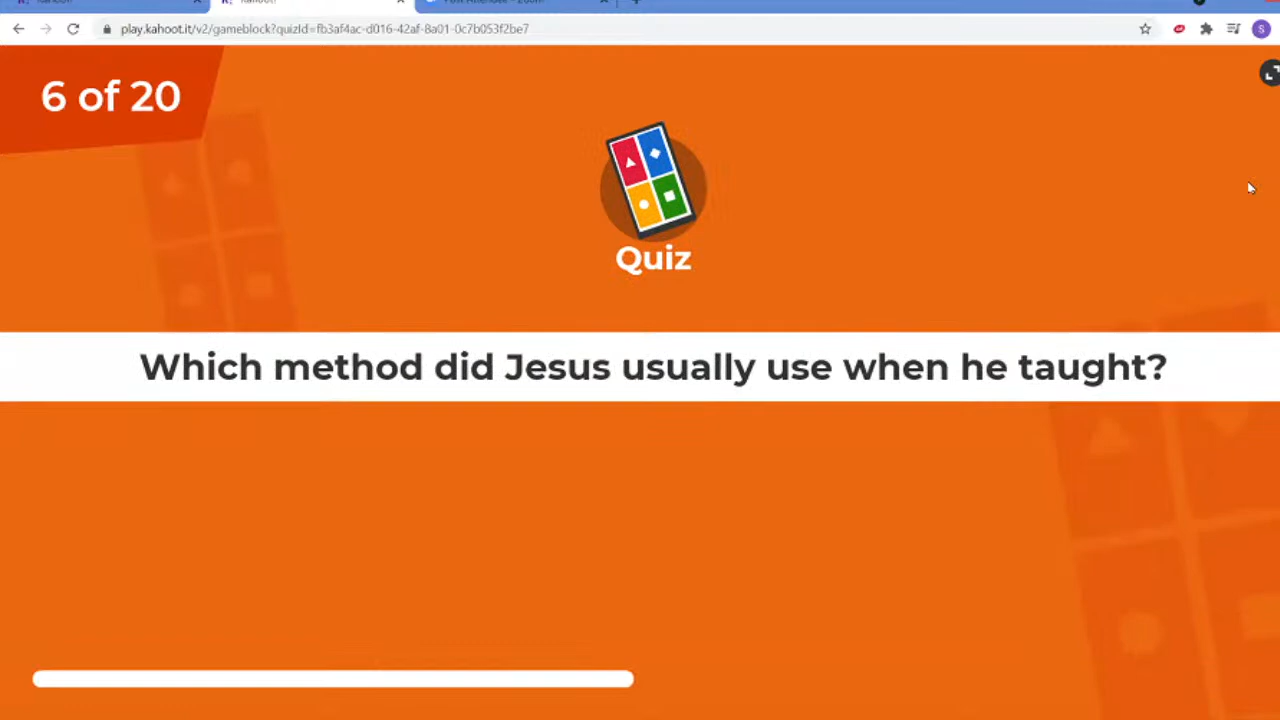 play.kahoot.it/v2/gameblock?quizId=fb3af4ac-d016-42af-8a01-0c7b053f2be7
S
6 of 20
Quiz
Which method did Jesus usually use when he taught?